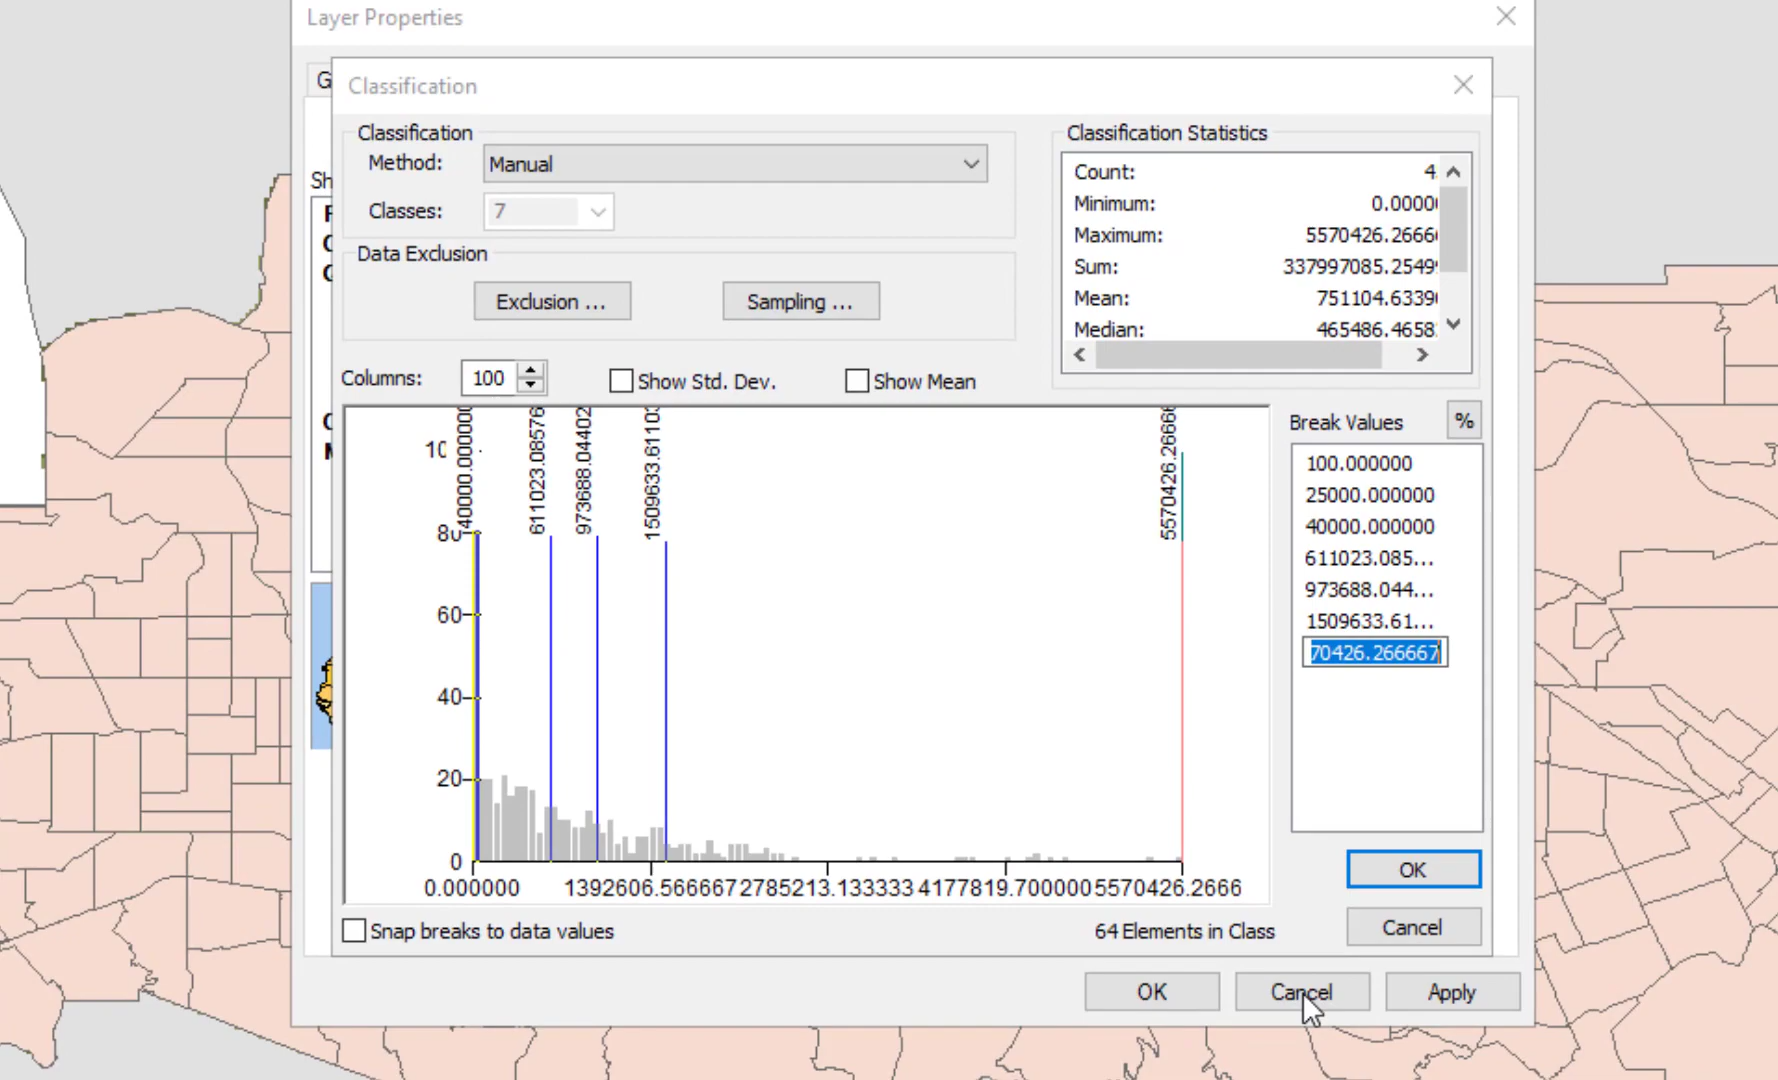 Layer Properties
Classification
Classification
Method:
Manual
Classes:
7
Data Exclusion
Exclusion ...
Sampling ...
Classification Statistics
Count: 4
Minimum: 0.0000
Maximum: 5570426.2666
Sum: 337997085.2549
Mean: 751104.6339
Median: 465486.4658
Columns:
100
Show Std. Dev.
Show Mean
Break Values
%
100.000000
25000.000000
40000.000000
611023.085...
973688.044...
1509633.61...
70426.266667
40000.000000
611023.08576
973688.04402
1509633.6110
5570426.2666
10
80
60
40
20
0
0.000000
1392606.566667
2785213.133333
4177819.700000
5570426.2666
Snap breaks to data values
64 Elements in Class
OK
Cancel
OK
Cancel
Apply